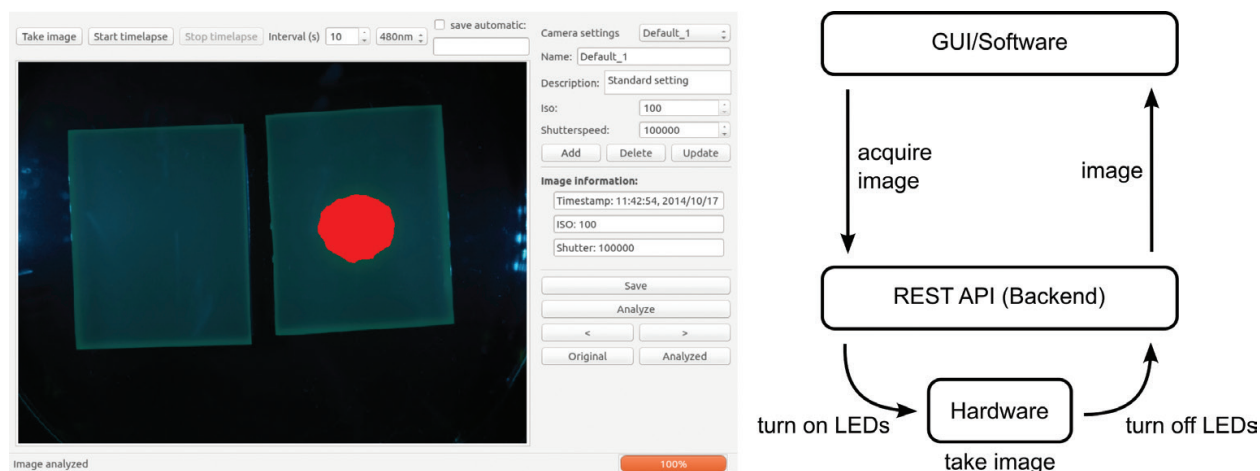 Take image Start timelapse Stop timelapse Interval (s) 10 480nm save automatic:
Camera settings Default_1
Name: Default_1
Description: Standard setting
Iso: 100
Shutterspeed: 100000
Add Delete Update
Image information:
Timestamp: 11:42:54, 2014/10/17
ISO: 100
Shutter: 100000
Save
Analyze
< >
Original Analyzed
Image analyzed 100%
GUI/Software
acquire
image
image
REST API (Backend)
Hardware
turn on LEDs
turn off LEDs
take image